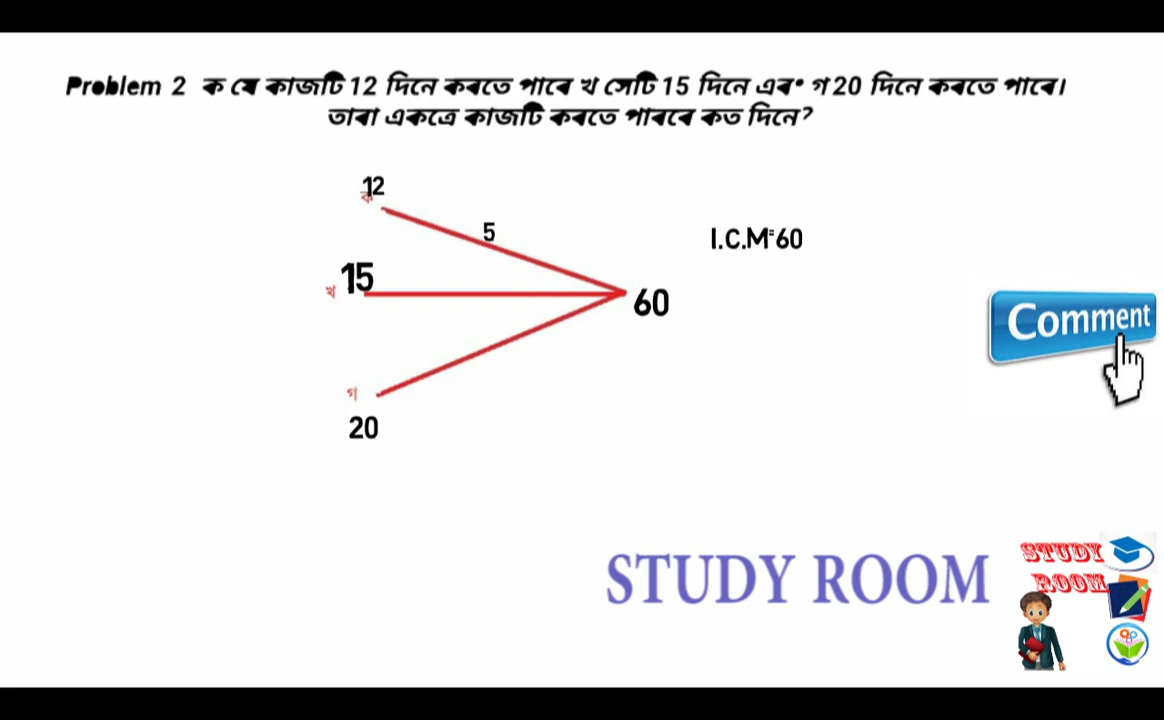 Problem 2 ক যে কাজটি 12 দিনে কৰতে পাৰে খ সেটি 15 দিনে এবং গ 20 দিনে কৰতে পাৰে।
তাৰা একত্ৰে কাজটি কৰতে পাৰবে কত দিনে?
12
ক
5
I.C.M=60
15
খ
60
Comment
গ
20
STUDY ROOM
STUDY
ROOM